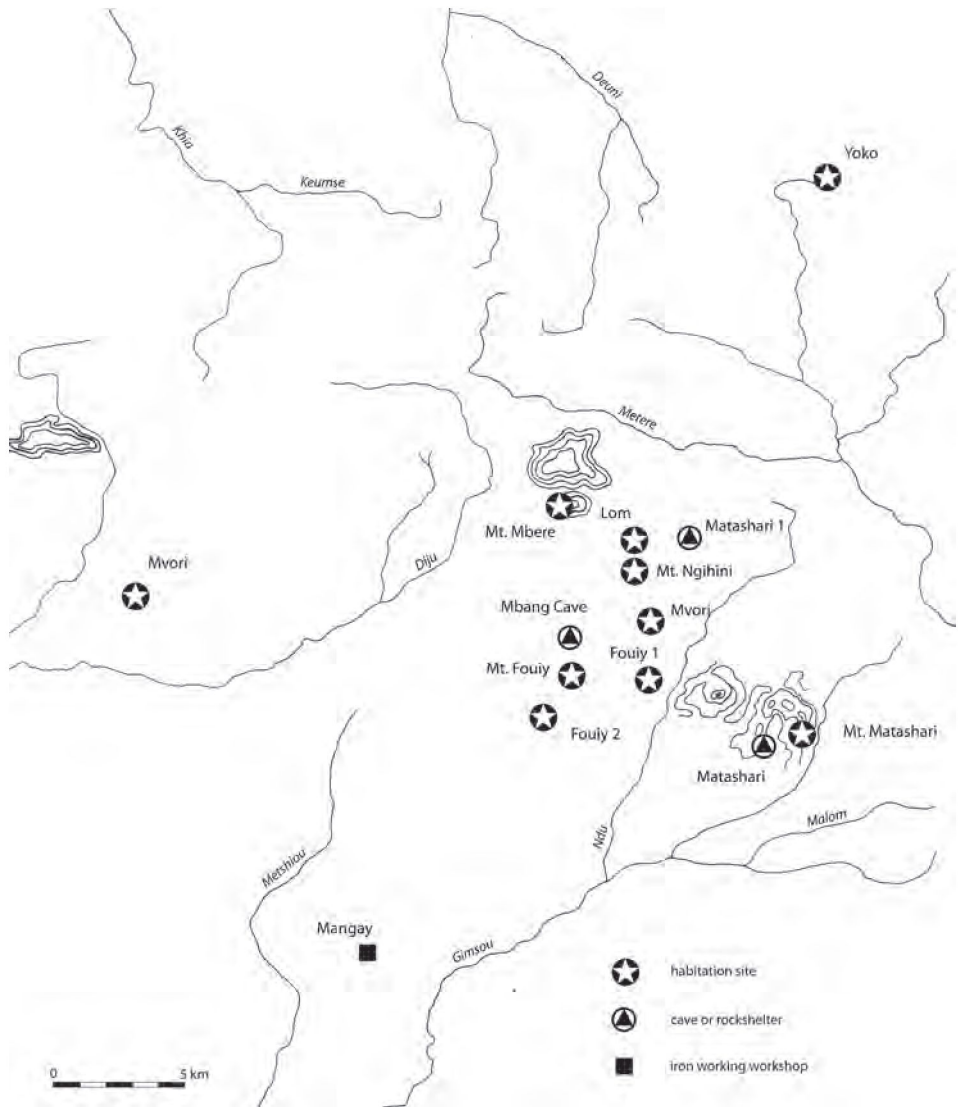 Deuni
Khia
Yoko
Keumse
Metere
Lom
Matashari 1
Mt. Mbere
Mvori
Diju
Mt. Ngihini
Mbang Cave
Mvori
Fouiy 1
Mt. Fouiy
Fouiy 2
Mt. Matashari
Matashari
Malom
Ndu
Metshiou
Mangay
Gimsou
habitation site
cave or rockshelter
0 5 km
iron working workshop